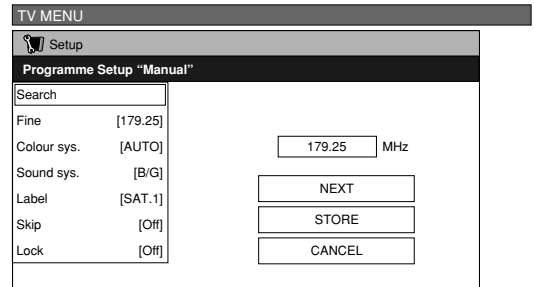 TV MENU
Setup
Programme Setup “Manual”
Search
Fine [179.25]
Colour sys. [AUTO]
Sound sys. [B/G]
Label [SAT.1]
Skip [Off]
Lock [Off]
179.25 MHz
NEXT
STORE
CANCEL